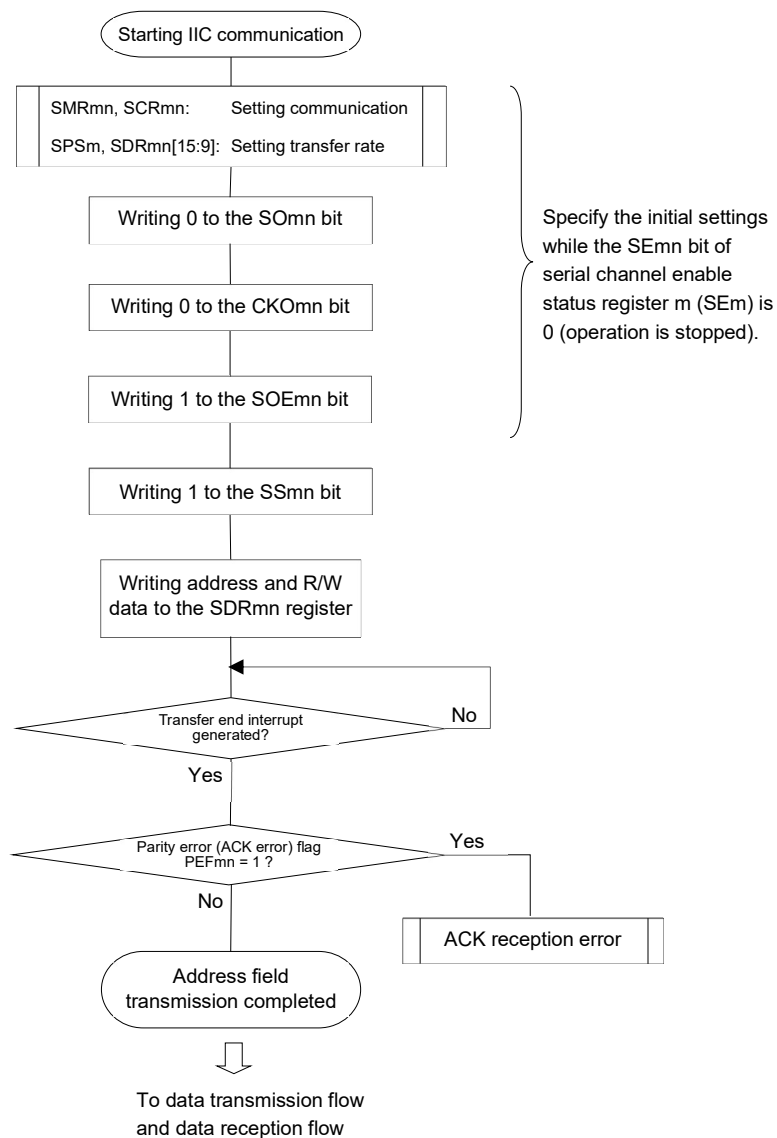 Starting IIC communication
SMRmn, SCRmn: Setting communication
SPSm, SDRmn[15:9]: Setting transfer rate
Writing 0 to the SOmn bit
Specify the initial settings
while the SEmn bit of
serial channel enable
status register m (SEm) is
0 (operation is stopped).
Writing 0 to the CKOmn bit
Writing 1 to the SOEmn bit
Writing 1 to the SSmn bit
Writing address and R/W
data to the SDRmn register
Transfer end interrupt
generated?
No
Yes
Parity error (ACK error) flag
PEFmn = 1 ?
Yes
No
ACK reception error
Address field
transmission completed
To data transmission flow
and data reception flow